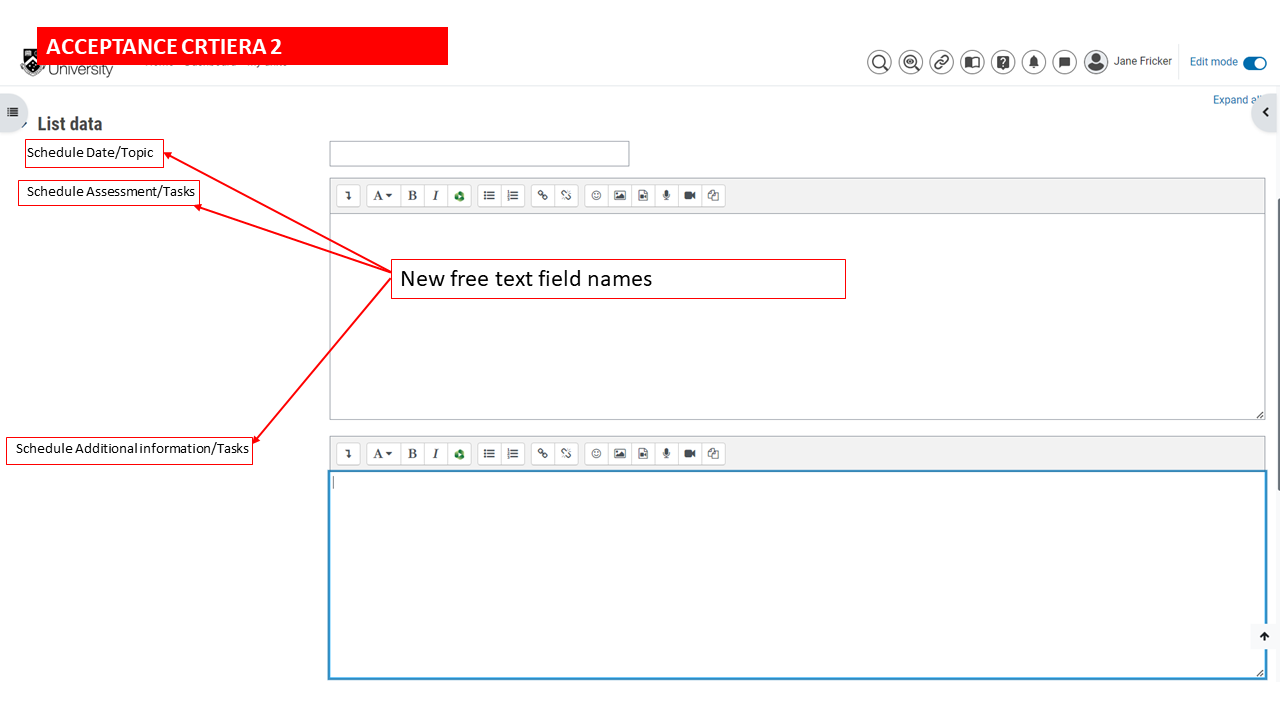 ACCEPTANCE CRTIERA 2
University
Jane Fricker
Edit mode
Expand all
List data
Schedule Date/Topic
Schedule Assessment/Tasks
New free text field names
Schedule Additional information/Tasks